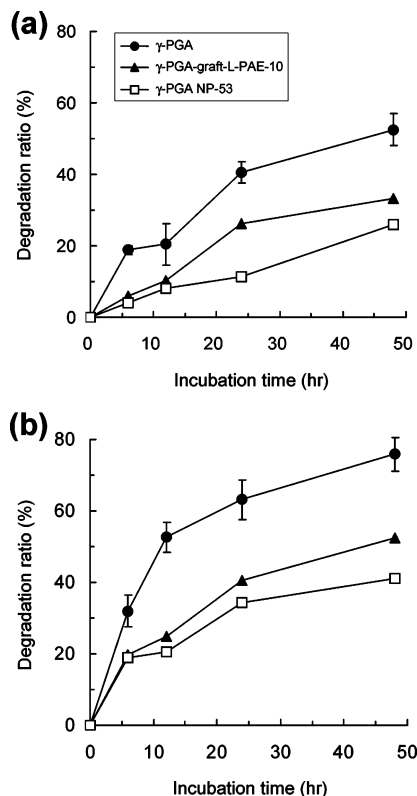 (a)
γ-PGA
γ-PGA-graft-L-PAE-10
γ-PGA NP-53
Degradation ratio (%)
80
60
40
20
0
0 10 20 30 40 50
Incubation time (hr)
(b)
Degradation ratio (%)
80
60
40
20
0
0 10 20 30 40 50
Incubation time (hr)